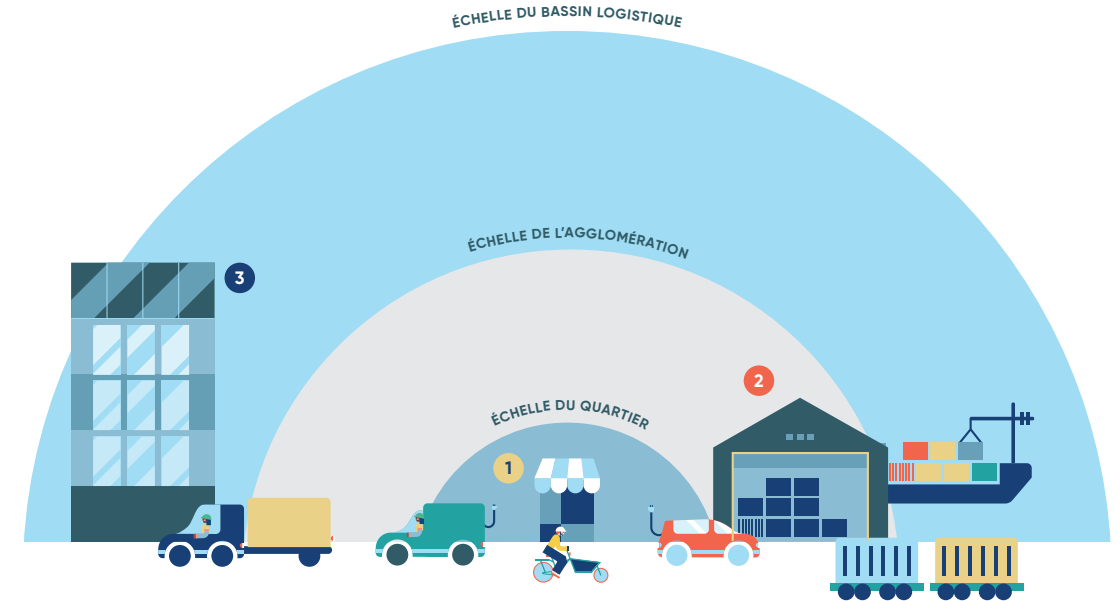 ÉCHELLE DU BASSIN LOGISTIQUE
ÉCHELLE DE L'AGGLOMÉRATION
3
2
ÉCHELLE DU QUARTIER
1